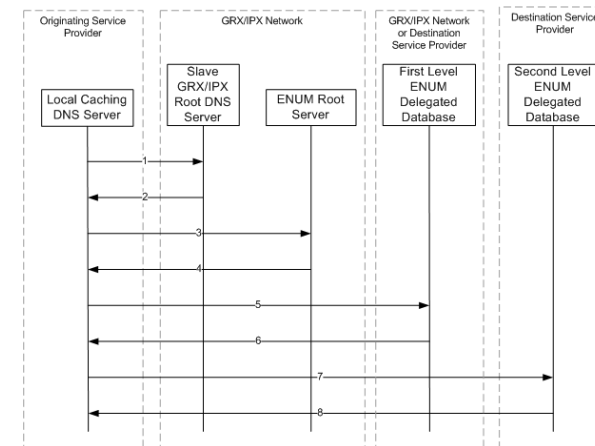 Originating Service
Provider
GRX/IPX Network
GRX/IPX Network
or Destination
Service Provider
Destination Service
Provider
Local Caching
DNS Server
Slave
GRX/IPX
Root DNS
Server
ENUM Root
Server
First Level
ENUM
Delegated
Database
Second Level
ENUM
Delegated
Database
1
2
3
4
5
6
7
8